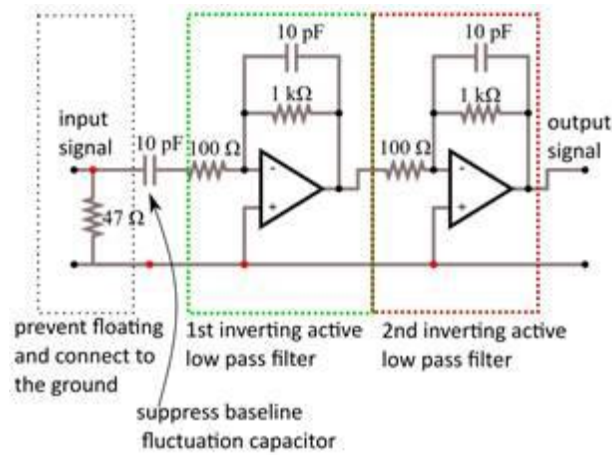 10 pF
10 pF
1 kΩ
1 kΩ
input
signal
10 pF
100 Ω
100 Ω
output
signal
-
-
+
+
47 Ω
prevent floating
and connect to
the ground
1st inverting active
low pass filter
2nd inverting active
low pass filter
suppress baseline
fluctuation capacitor